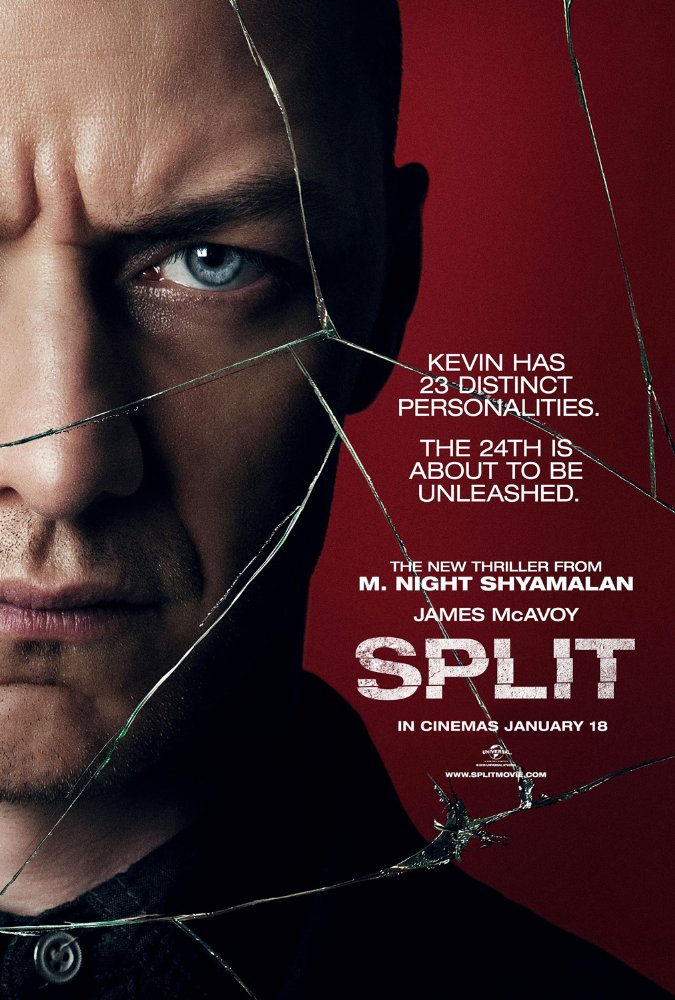 KEVIN HAS
23 DISTINCT
PERSONALITIES.
THE 24TH IS
ABOUT TO BE
UNLEASHED.
THE NEW THRILLER FROM
M. NIGHT SHYAMALAN
JAMES McAVOY
SPLIT
IN CINEMAS JANUARY 18
UNIVERSAL
WWW.SPLITMOVIE.COM